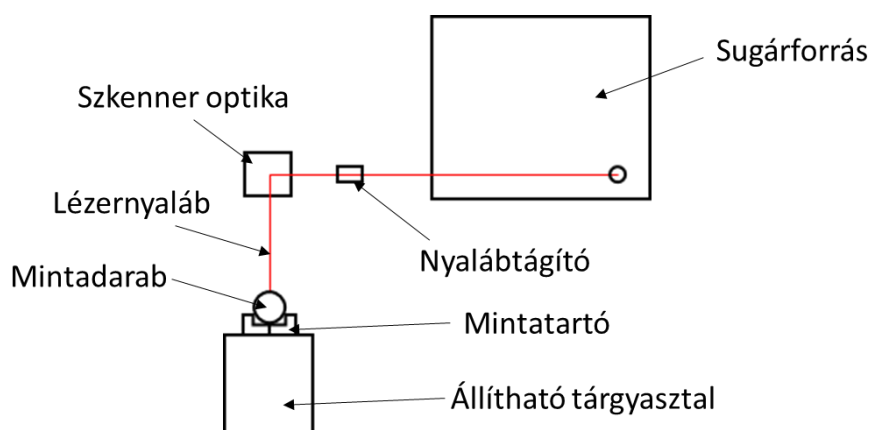 Sugárforrás
Szkenner optika
Lézernyaláb
Nyalábtágító
Mintadarab
Mintatartó
Állítható tárgyasztal